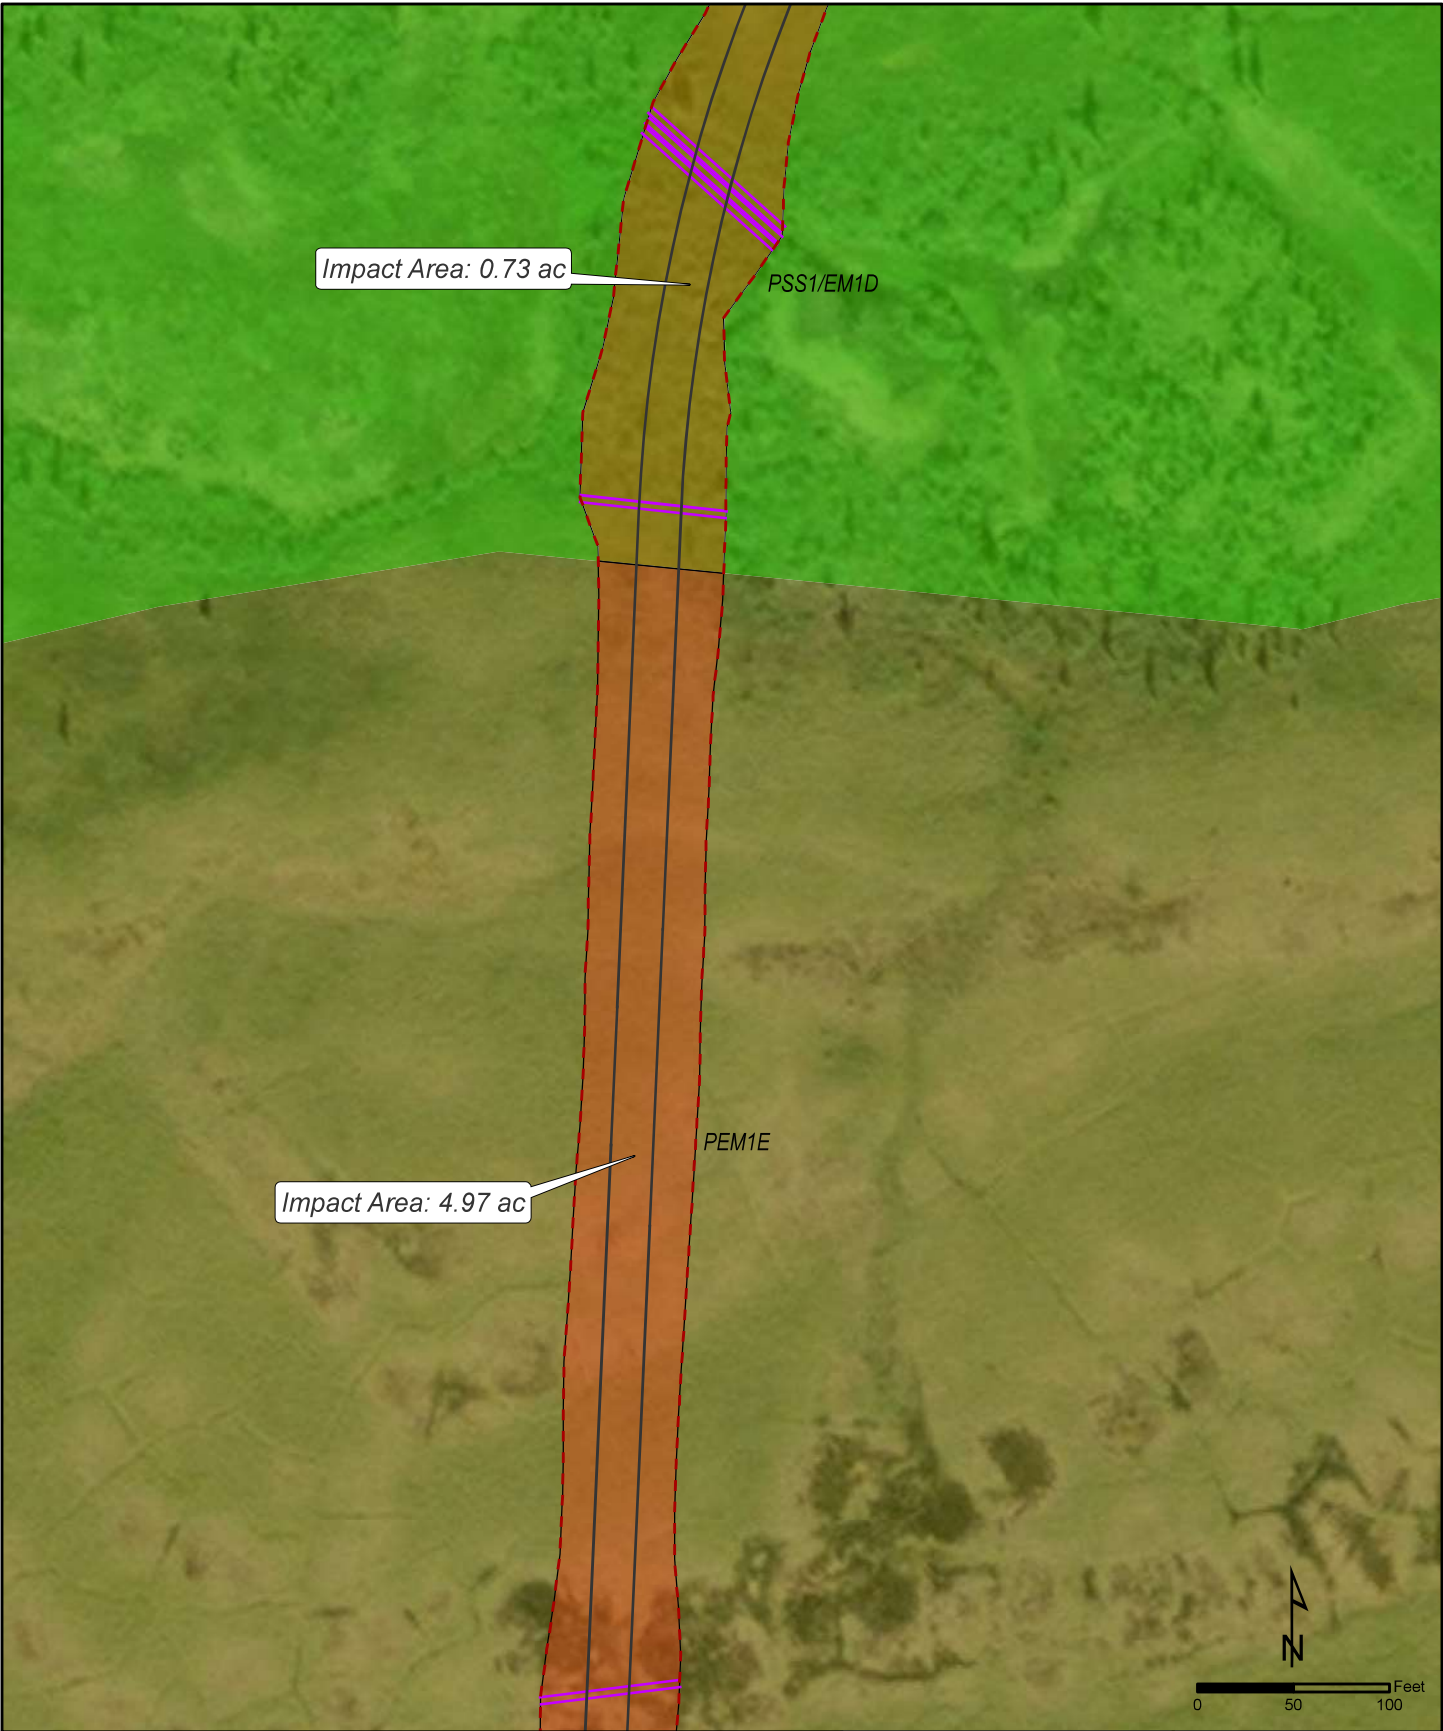 Impact Area: 0.73 ac
PSS1/EM1D
PEM1E
Impact Area: 4.97 ac
N
Feet
0 50 100